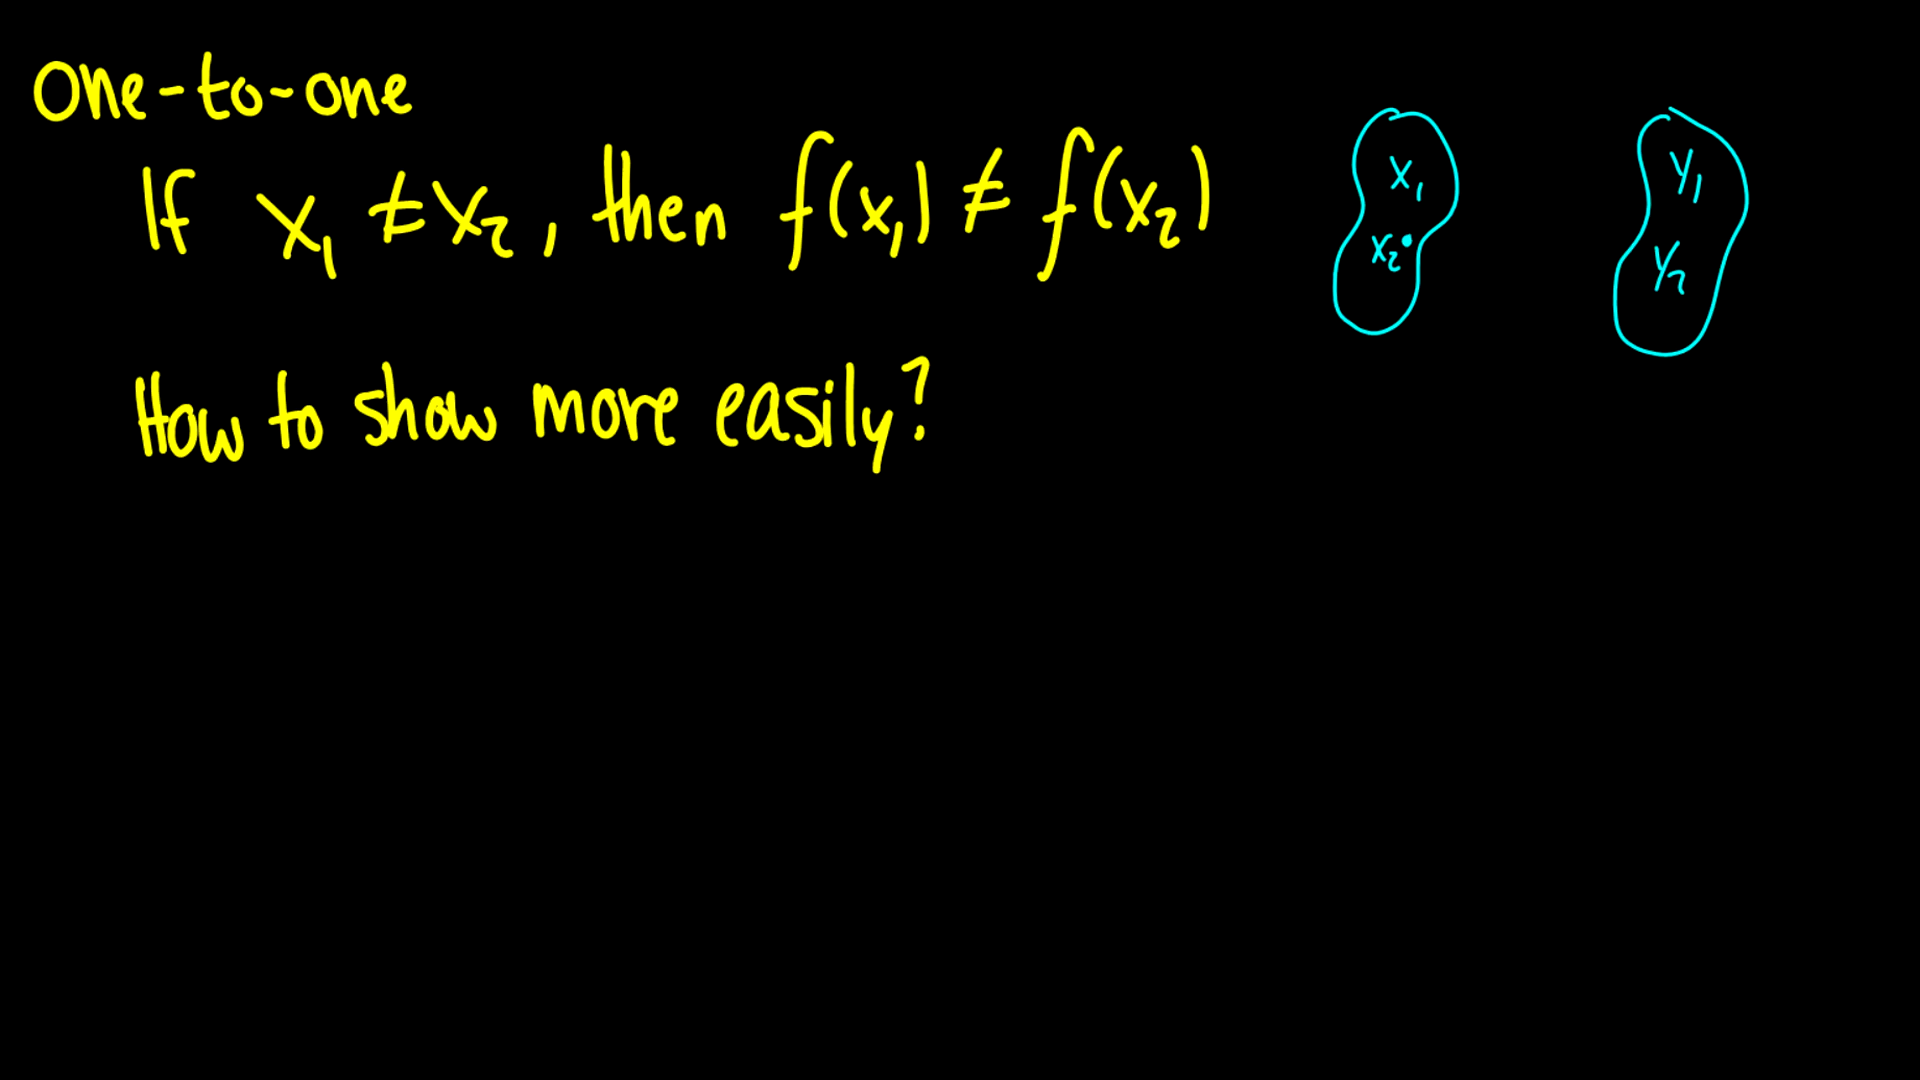 One-to-one
If x₁ ≠ x₂, then f(x₁) ≠ f(x₂)
How to show more easily?
x₁
x₂
y₁
y₂